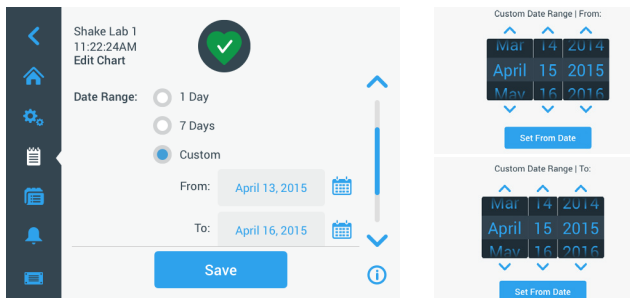 Shake Lab 1
11:22:24AM
Edit Chart
Date Range:
1 Day
7 Days
Custom
From: April 13, 2015
To: April 16, 2015
Save
Custom Date Range | From:
Mar 14 2014
April 15 2015
May 16 2016
Set From Date
Custom Date Range | To:
Mar 14 2014
April 15 2015
May 16 2016
Set From Date